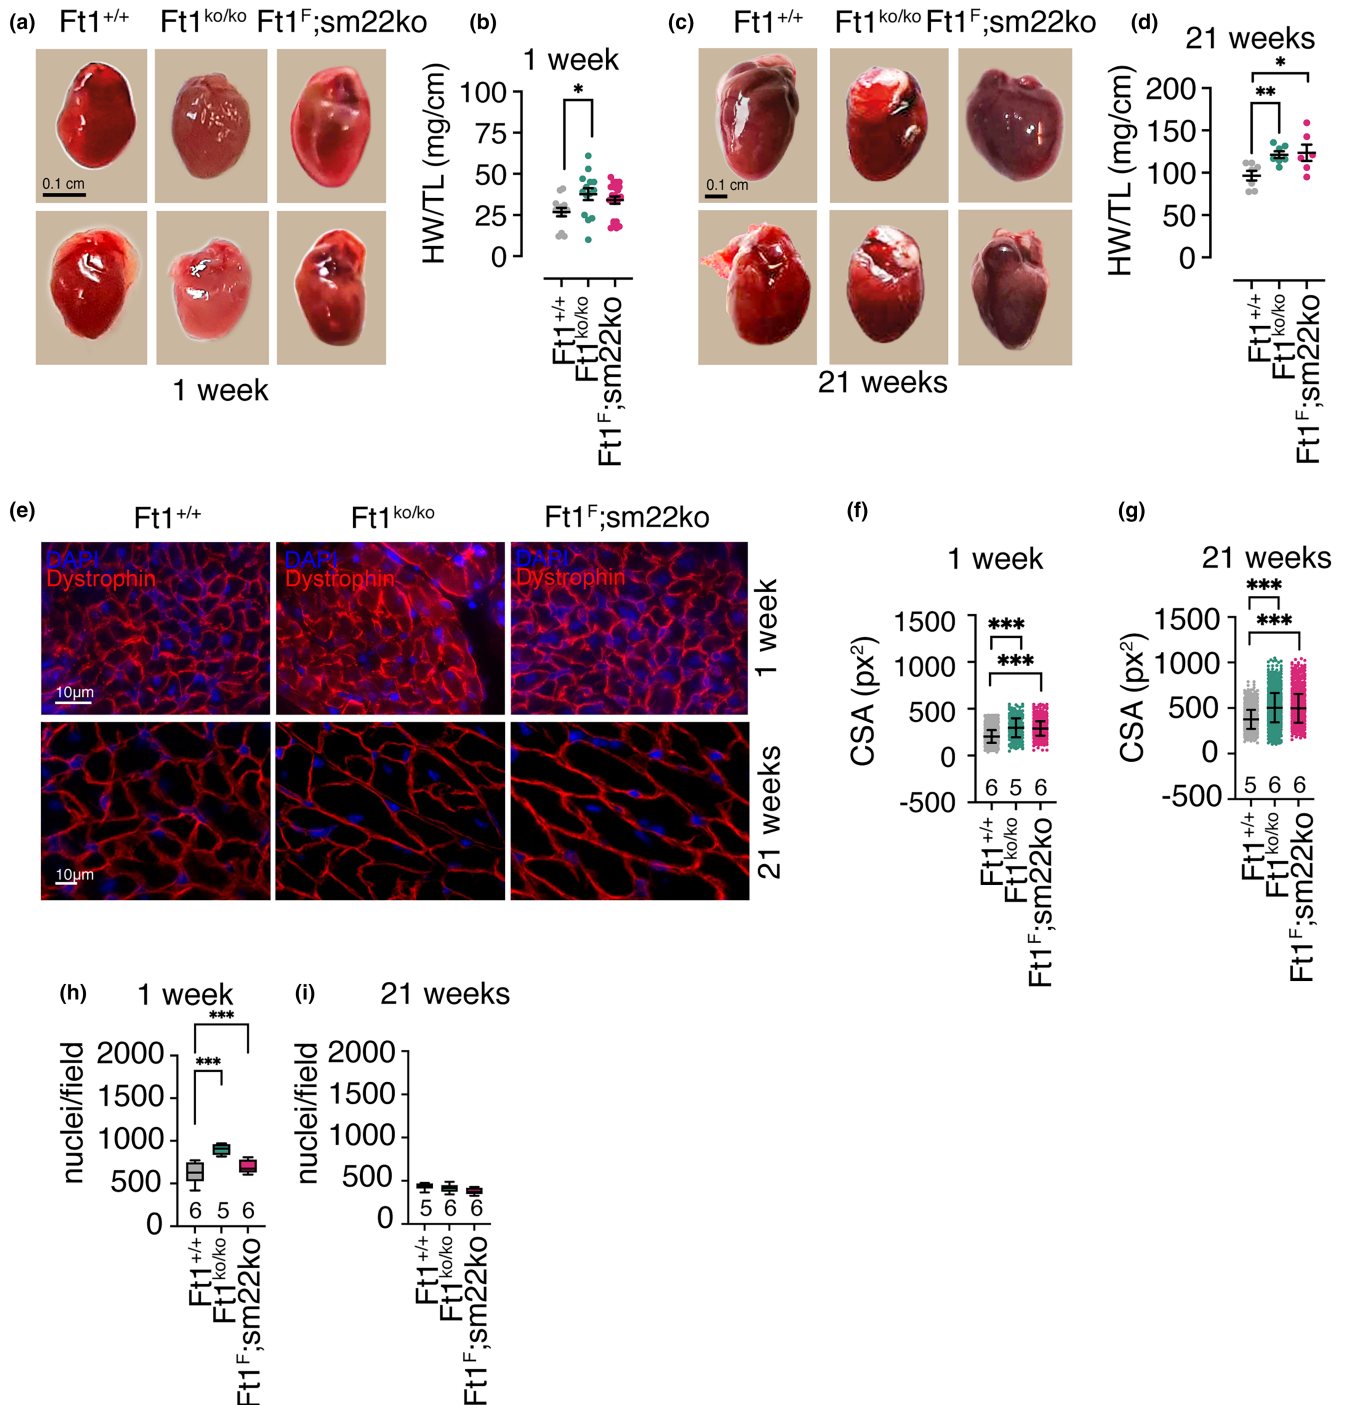 (a) Ft1+/+ Ft1ko/ko Ft1F;sm22ko
0.1 cm
1 week
(b)
1 week
*
HW/TL (mg/cm)
100
75
50
25
0
Ft1+/+
Ft1ko/ko
Ft1F;sm22ko
(c) Ft1+/+ Ft1ko/ko Ft1F;sm22ko
0.1 cm
21 weeks
(d)
21 weeks
*
**
HW/TL (mg/cm)
200
150
100
50
0
Ft1+/+
Ft1ko/ko
Ft1F;sm22ko
(e) Ft1+/+ Ft1ko/ko Ft1F;sm22ko
DAPI DAPI DAPI
Dystrophin Dystrophin Dystrophin
10μm
1 week
10μm
21 weeks
(f)
1 week
***
***
CSA (px2)
1500
1000
500
0
-500
6 5 6
Ft1+/+
Ft1ko/ko
Ft1F;sm22ko
(g)
21 weeks
***
***
CSA (px2)
1500
1000
500
0
-500
5 6 6
Ft1+/+
Ft1ko/ko
Ft1F;sm22ko
(h) 1 week
***
***
nuclei/field
2000
1500
1000
500
0
6 5 6
Ft1+/+
Ft1ko/ko
Ft1F;sm22ko
(i) 21 weeks
nuclei/field
2000
1500
1000
500
0
5 6 6
Ft1+/+
Ft1ko/ko
Ft1F;sm22ko